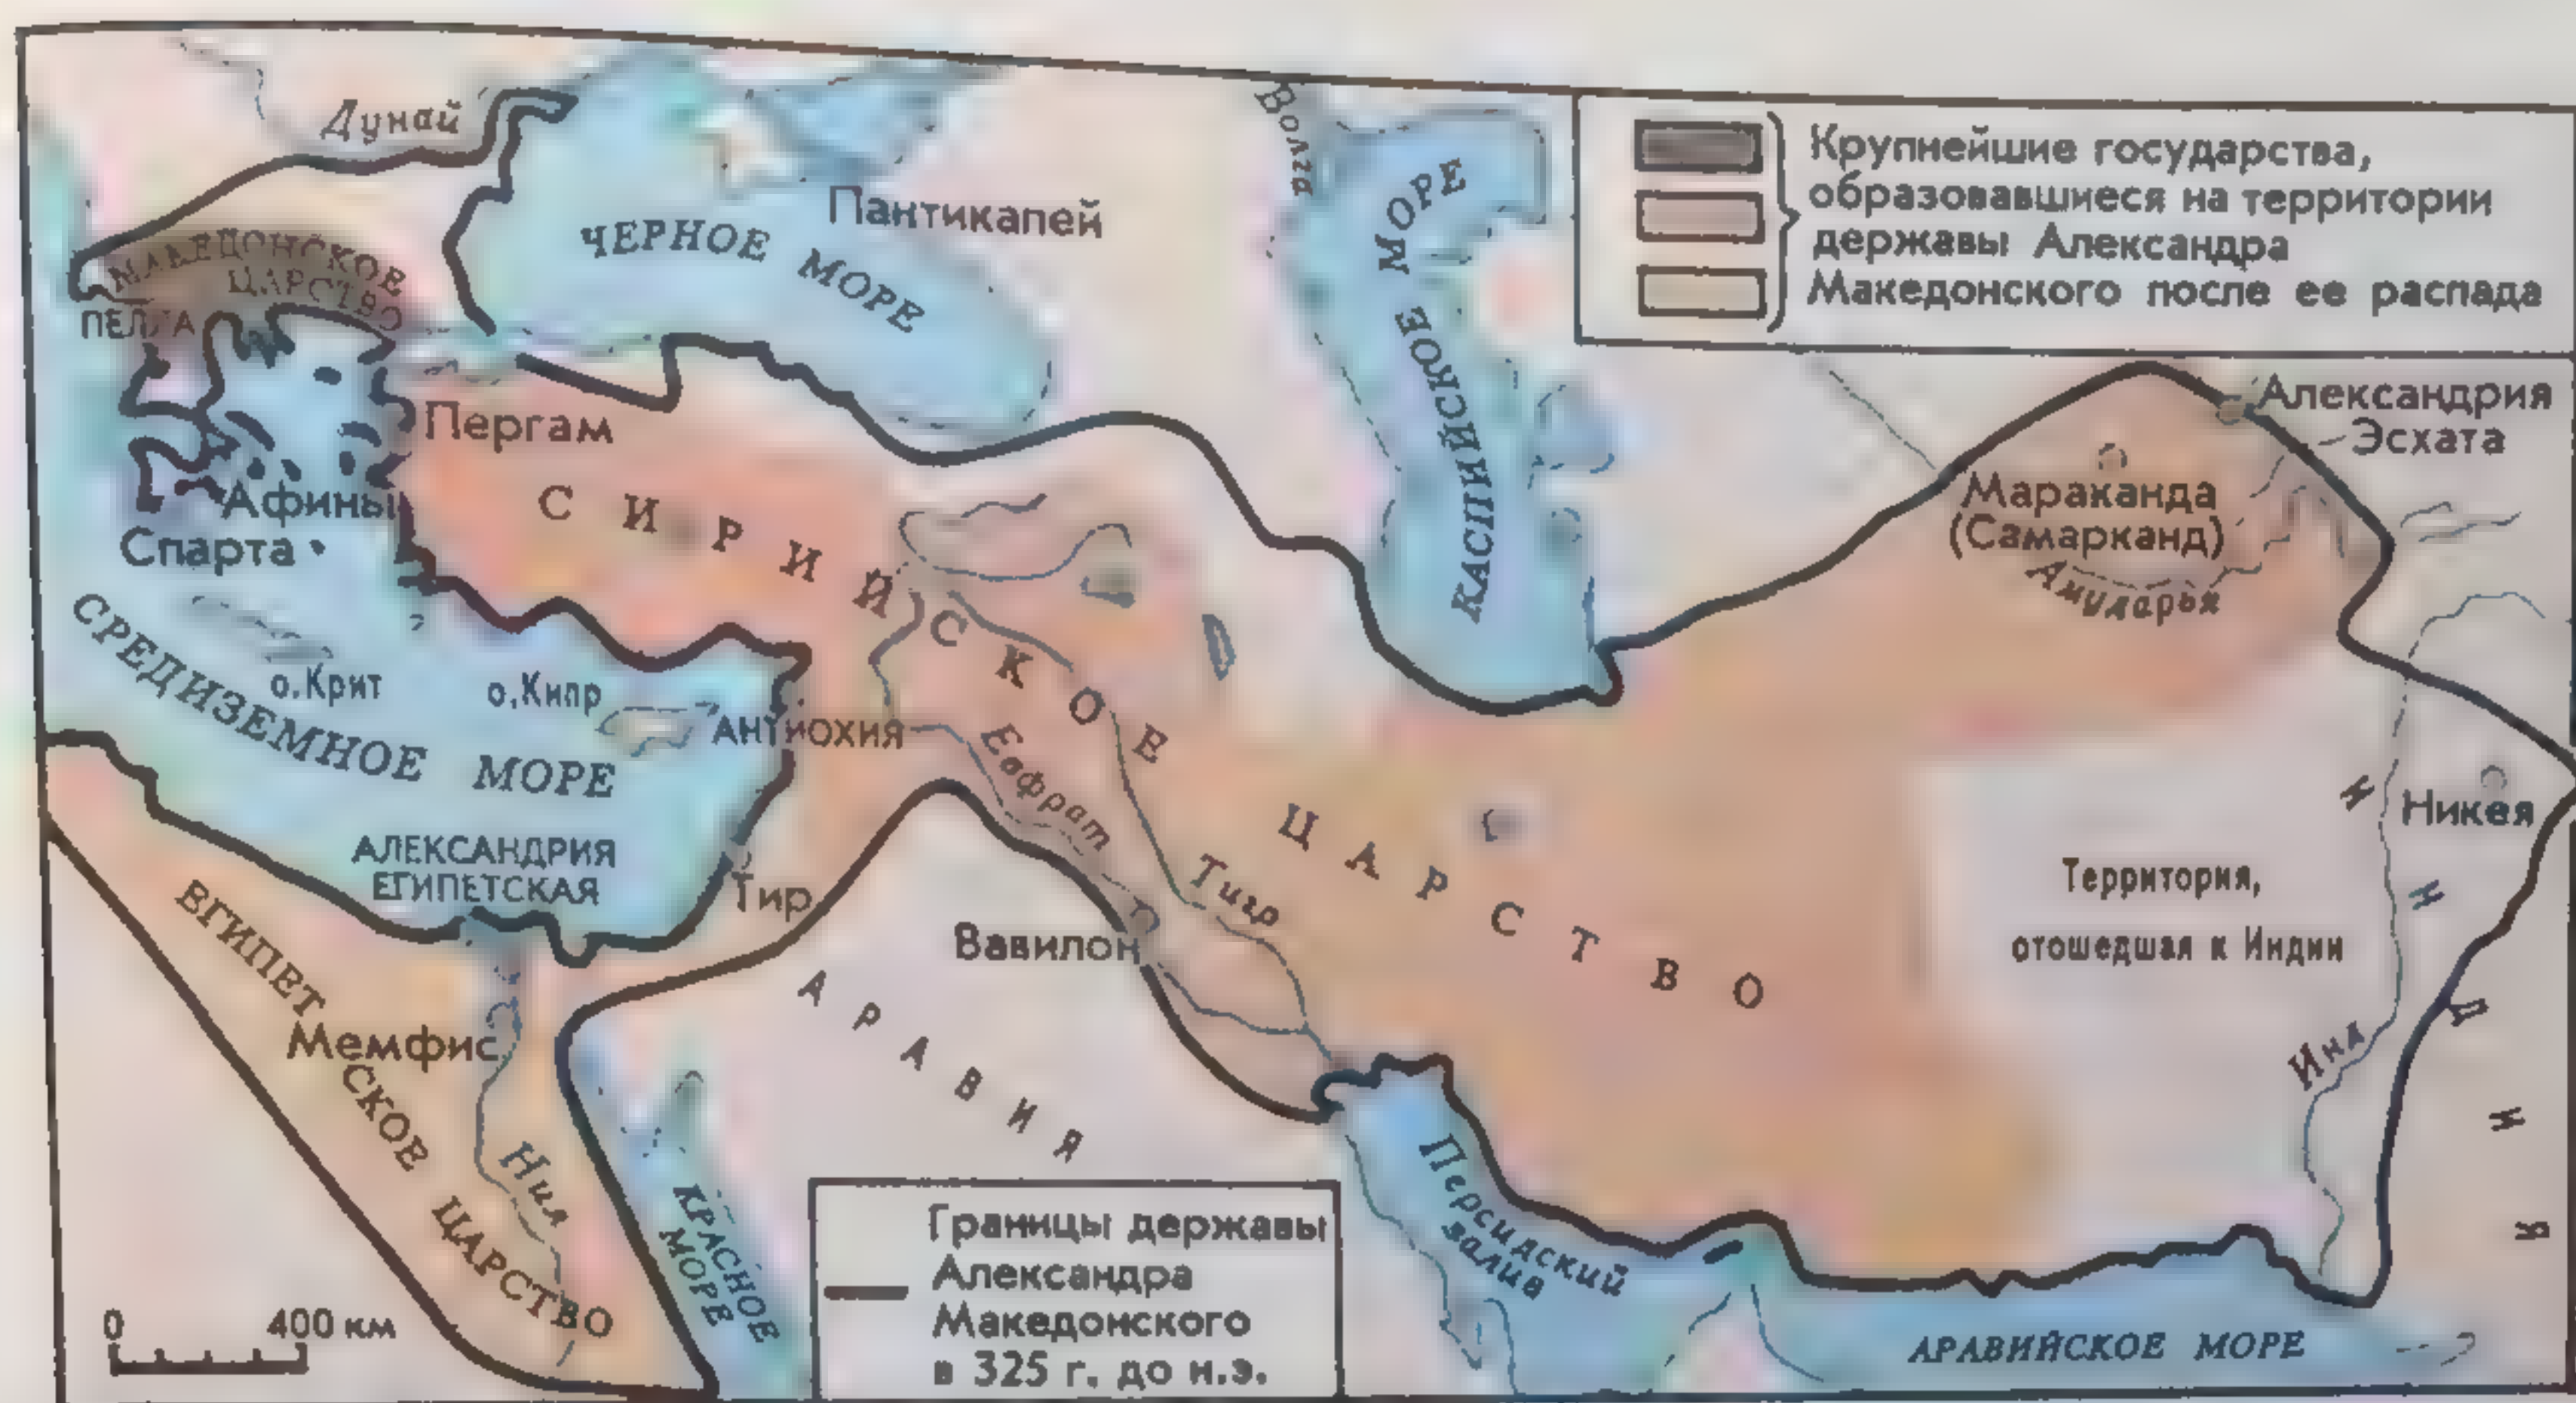 Дунай
Волга
МАКЕДОНСКОЕ
ЦАРСТВО
ПЕЛЛА
ЧЕРНОЕ МОРЕ
Пантикапей
КАСПИЙСКОЕ МОРЕ
Крупнейшие государства,
образовавшиеся на территории
державы Александра
Македонского после ее распада
Александрия
Эсхата
Мараканда
(Самарканд)
Амударья
Пергам
Афины
Спарта
СИРИЙСКОЕ ЦАРСТВО
СРЕДИЗЕМНОЕ МОРЕ
о.Крит
о.Кипр
АНТИОХИЯ
Евфрат
Тигр
Никея
Территория,
отошедшая к Индии
Инд
ИНДИЯ
АЛЕКСАНДРИЯ
ЕГИПЕТСКАЯ
Тир
Вавилон
АРАВИЯ
ЕГИПЕТСКОЕ ЦАРСТВО
Мемфис
Нил
КРАСНОЕ
МОРЕ
Персидский
залив
АРАВИЙСКОЕ МОРЕ
0 400 км
Границы державы
Александра
Македонского
в 325 г. до н.э.